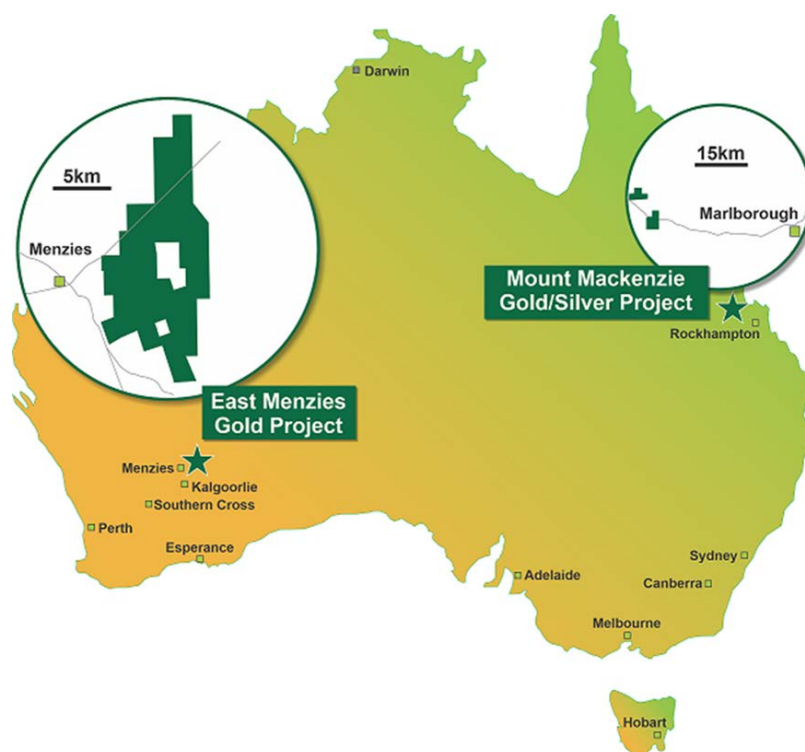 Darwin
5km
Menzies
15km
Marlborough
Mount Mackenzie
Gold/Silver Project
Rockhampton
East Menzies
Gold Project
Menzies
Kalgoorlie
Southern Cross
Perth
Esperance
Sydney
Adelaide
Canberra
Melbourne
Hobart